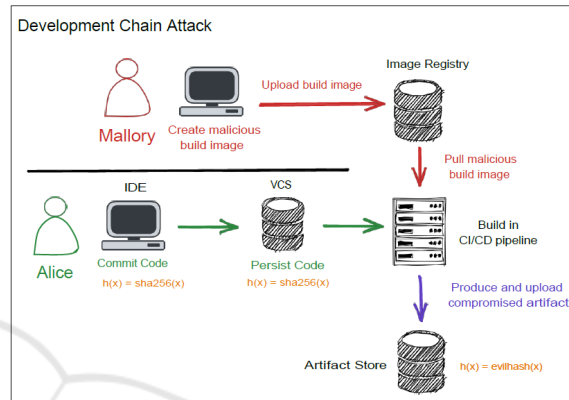 Development Chain Attack
Image Registry
Upload build image
Mallory
Create malicious
build image
Pull malicious
build image
IDE
VCS
Build in
CI/CD pipeline
Alice
Commit Code
Persist Code
h(x) = sha256(x)
h(x) = sha256(x)
Produce and upload
compromised artifact
Artifact Store
h(x) = evilhash(x)